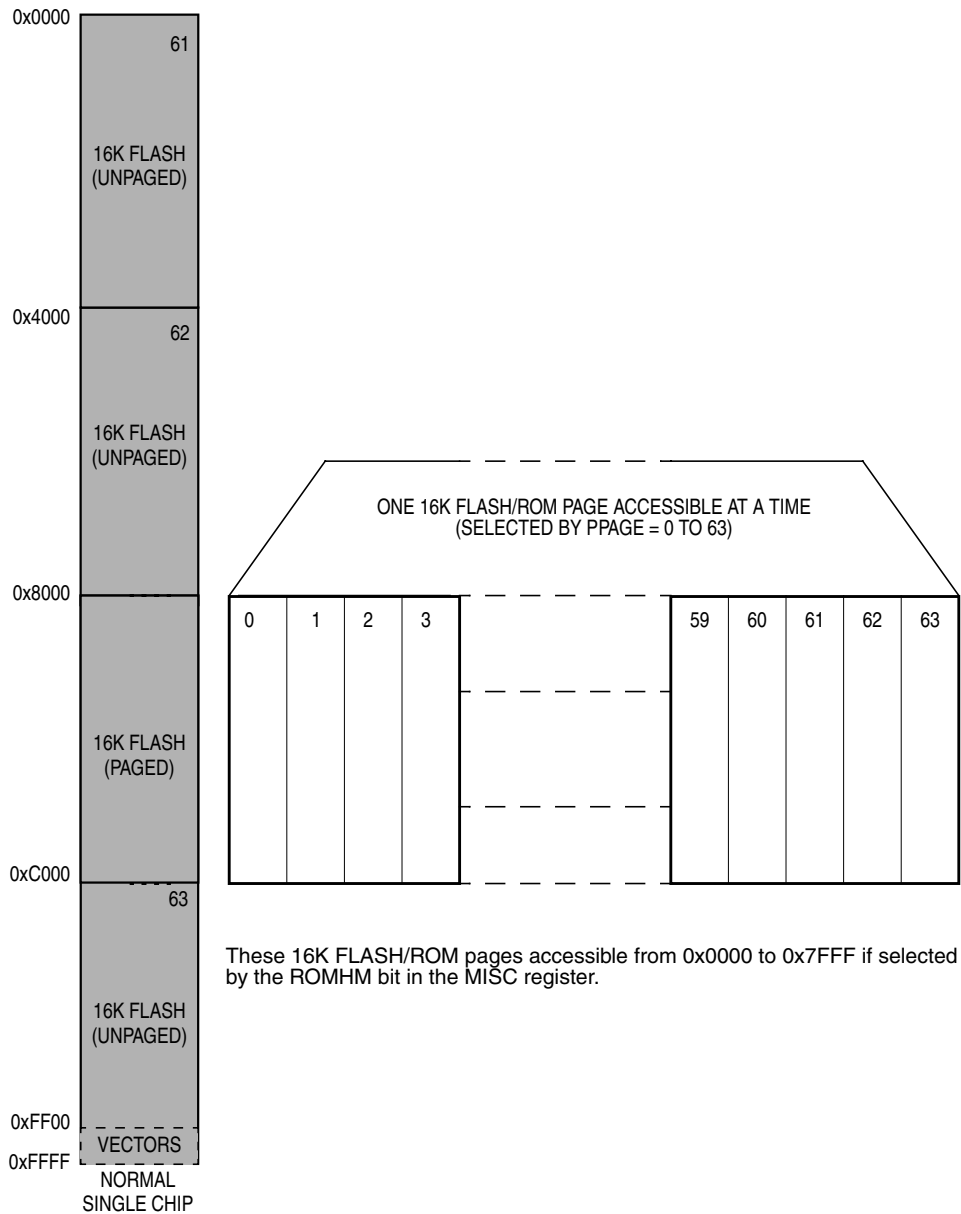 0x0000
61
16K FLASH
(UNPAGED)
0x4000
62
16K FLASH
(UNPAGED)
ONE 16K FLASH/ROM PAGE ACCESSIBLE AT A TIME
(SELECTED BY PPAGE = 0 TO 63)
0x8000
0 1 2 3 59 60 61 62 63
16K FLASH
(PAGED)
0xC000
63
These 16K FLASH/ROM pages accessible from 0x0000 to 0x7FFF if selected
by the ROMHM bit in the MISC register.
16K FLASH
(UNPAGED)
0xFF00
VECTORS
0xFFFF
NORMAL
SINGLE CHIP